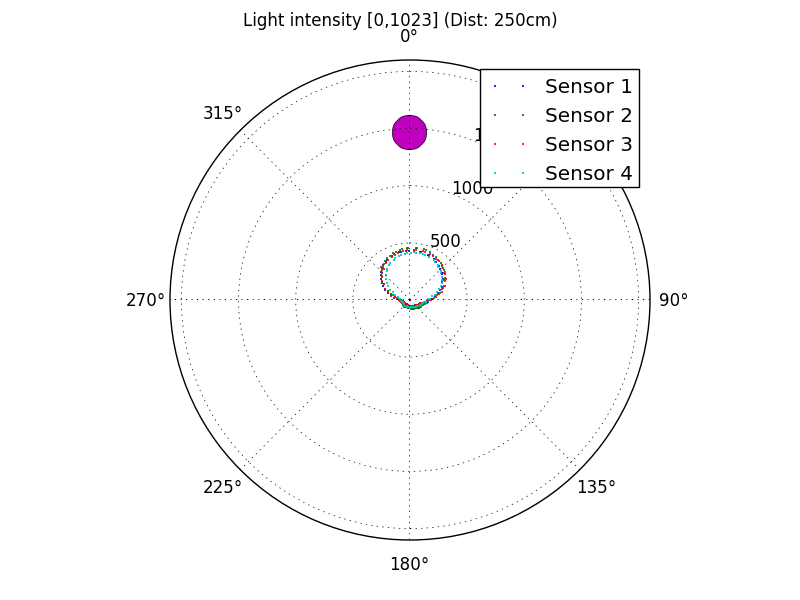 Light intensity [0,1023] (Dist: 250cm)
0°
315°
Sensor 1
Sensor 2
Sensor 3
Sensor 4
1000
500
270°
90°
225°
135°
180°